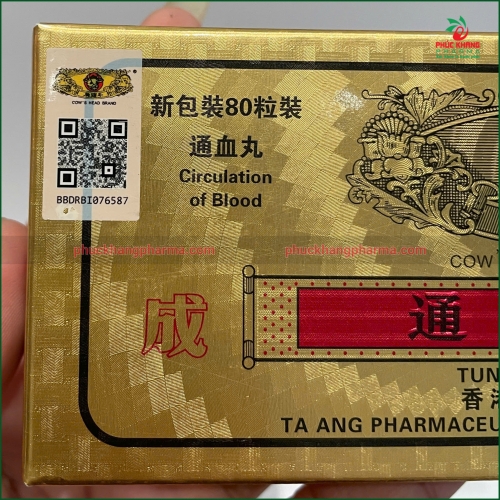 PHÚC KHANG
COW'S HEAD BRAND
BBDRBI076587
新包裝80粒裝
通血丸
Circulation
of Blood
phuckhangpharma.com phuckhangpharma.com
COW
成
通
TUN
香港
TA ANG PHARMACEU